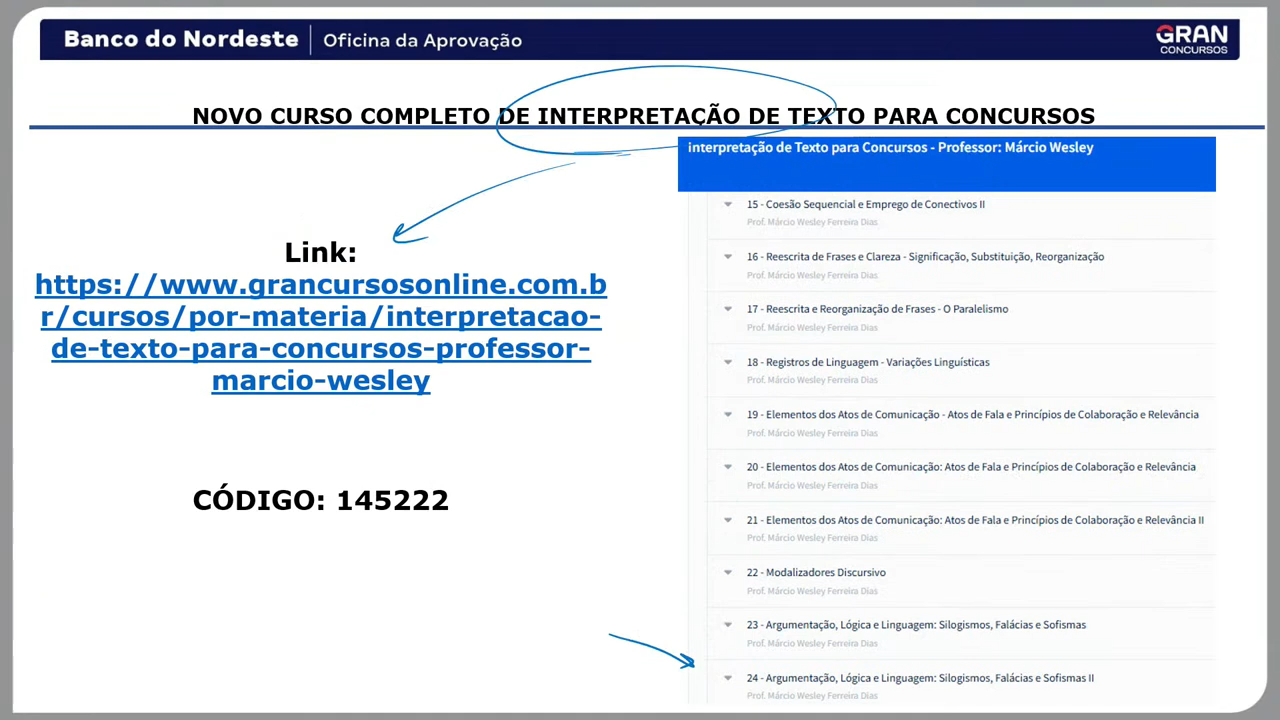 Banco do Nordeste | Oficina da Aprovação
GRAN
CONCURSOS
NOVO CURSO COMPLETO DE INTERPRETAÇÃO DE TEXTO PARA CONCURSOS
Link:
https://www.grancursosonline.com.b
r/cursos/por-materia/interpretacao-
de-texto-para-concursos-professor-
marcio-wesley
CÓDIGO: 145222
Interpretação de Texto para Concursos - Professor: Márcio Wesley
15 - Coesão Sequencial e Emprego de Conectivos II
Prof. Márcio Wesley Ferreira Dias
16 - Reescrita de Frases e Clareza - Significação, Substituição, Reorganização
Prof. Márcio Wesley Ferreira Dias
17 - Reescrita e Reorganização de Frases - O Paralelismo
Prof. Márcio Wesley Ferreira Dias
18 - Registros de Linguagem - Variações Linguísticas
Prof. Márcio Wesley Ferreira Dias
19 - Elementos dos Atos de Comunicação - Atos de Fala e Princípios de Colaboração e Relevância
Prof. Márcio Wesley Ferreira Dias
20 - Elementos dos Atos de Comunicação: Atos de Fala e Princípios de Colaboração e Relevância
Prof. Márcio Wesley Ferreira Dias
21 - Elementos dos Atos de Comunicação: Atos de Fala e Princípios de Colaboração e Relevância II
Prof. Márcio Wesley Ferreira Dias
22 - Modalizadores Discursivo
Prof. Márcio Wesley Ferreira Dias
23 - Argumentação, Lógica e Linguagem: Silogismos, Falácias e Sofismas
Prof. Márcio Wesley Ferreira Dias
24 - Argumentação, Lógica e Linguagem: Silogismos, Falácias e Sofismas II
Prof. Márcio Wesley Ferreira Dias